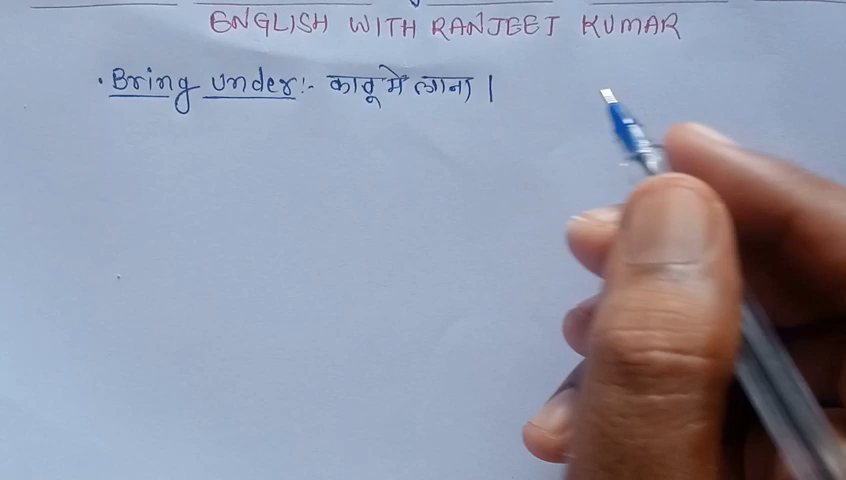 ENGLISH WITH RANJEET KUMAR
· Bring under:- काबू में लाना ।